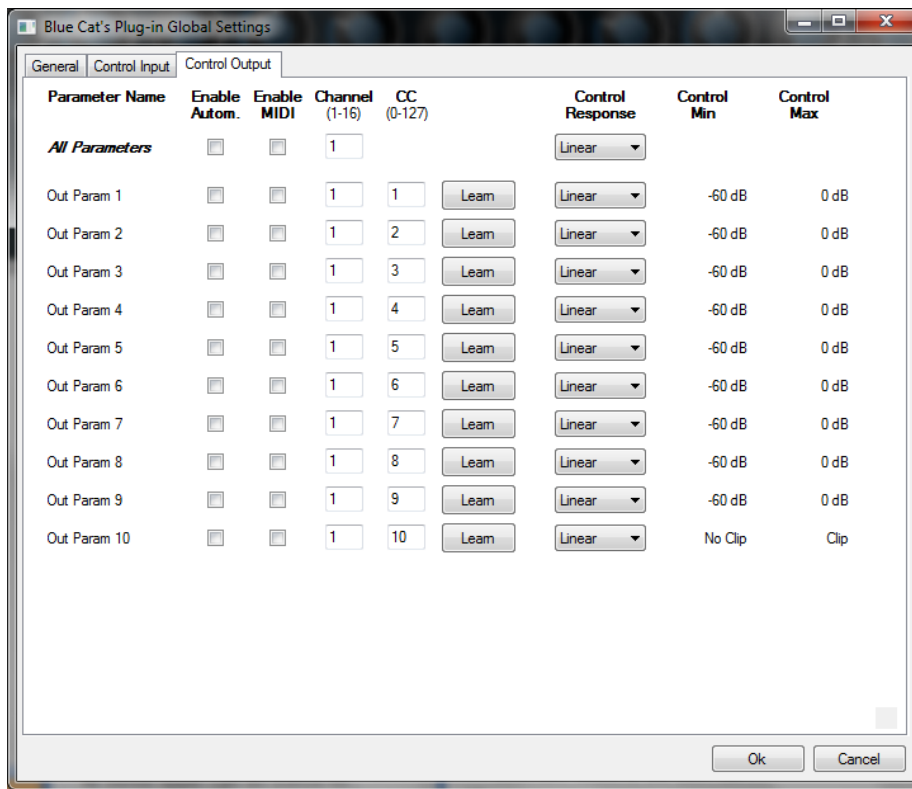 Blue Cat's Plug-in Global Settings
General Control Input Control Output
Parameter Name Enable Autom. Enable MIDI Channel (1-16) CC (0-127) Control Response Control Min Control Max
All Parameters 1 Linear
Out Param 1 1 1 Learn Linear -60 dB 0 dB
Out Param 2 1 2 Learn Linear -60 dB 0 dB
Out Param 3 1 3 Learn Linear -60 dB 0 dB
Out Param 4 1 4 Learn Linear -60 dB 0 dB
Out Param 5 1 5 Learn Linear -60 dB 0 dB
Out Param 6 1 6 Learn Linear -60 dB 0 dB
Out Param 7 1 7 Learn Linear -60 dB 0 dB
Out Param 8 1 8 Learn Linear -60 dB 0 dB
Out Param 9 1 9 Learn Linear -60 dB 0 dB
Out Param 10 1 10 Learn Linear No Clip Clip
Ok Cancel